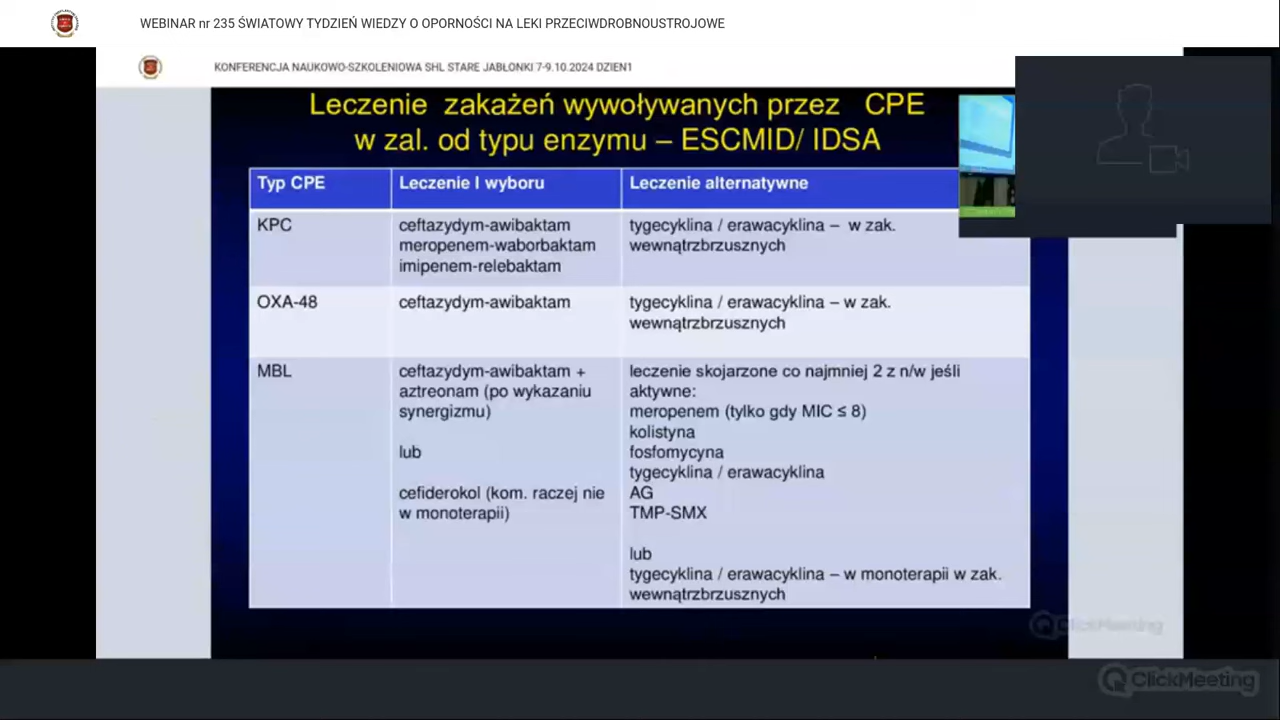 WEBINAR nr 235 ŚWIATOWY TYDZIEŃ WIEDZY O OPORNOŚCI NA LEKI PRZECIWDROBNOUSTROJOWE
KONFERENCJA NAUKOWO-SZKOLENIOWA SHL STARE JABŁONKI 7-9.10.2024 DZIEN1
Leczenie zakażeń wywoływanych przez CPE
w zal. od typu enzymu – ESCMID/ IDSA
Typ CPE
Leczenie I wyboru
Leczenie alternatywne
KPC
ceftazydym-awibaktam
meropenem-waborbaktam
imipenem-relebaktam
tygecyklina / erawacyklina – w zak.
wewnątrzbrzusznych
OXA-48
ceftazydym-awibaktam
tygecyklina / erawacyklina – w zak.
wewnątrzbrzusznych
MBL
ceftazydym-awibaktam +
aztreonam (po wykazaniu
synergizmu)
lub
cefiderokol (kom. raczej nie
w monoterapii)
leczenie skojarzone co najmniej 2 z n/w jeśli
aktywne:
meropenem (tylko gdy MIC ≤ 8)
kolistyna
fosfomycyna
tygecyklina / erawacyklina
AG
TMP-SMX
lub
tygecyklina / erawacyklina – w monoterapii w zak.
wewnątrzbrzusznych
ClickMeeting
ClickMeeting